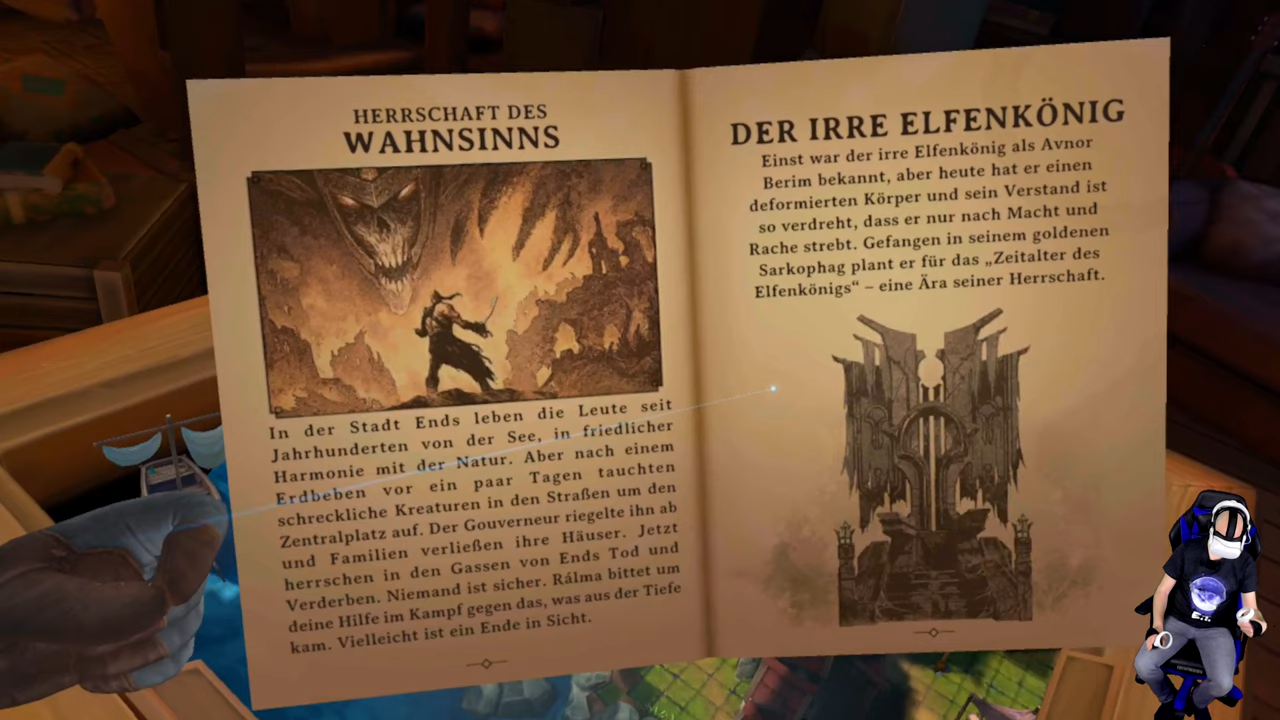 HERRSCHAFT DES
WAHNSINNS
In der Stadt Ends leben die Leute seit
Jahrhunderten von der See, in friedlicher
Harmonie mit der Natur. Aber nach einem
Erdbeben vor ein paar Tagen tauchten
schreckliche Kreaturen in den Straßen um den
Zentralplatz auf. Der Gouverneur riegelte ihn ab
und Familien verließen ihre Häuser. Jetzt
herrschen in den Gassen von Ends Tod und
Verderben. Niemand ist sicher. Rálma bittet um
deine Hilfe im Kampf gegen das, was aus der Tiefe
kam. Vielleicht ist ein Ende in Sicht.
DER IRRE ELFENKÖNIG
Einst war der irre Elfenkönig als Avnor
Berim bekannt, aber heute hat er einen
deformierten Körper und sein Verstand ist
so verdreht, dass er nur nach Macht und
Rache strebt. Gefangen in seinem goldenen
Sarkophag plant er für das „Zeitalter des
Elfenkönigs“ – eine Ära seiner Herrschaft.